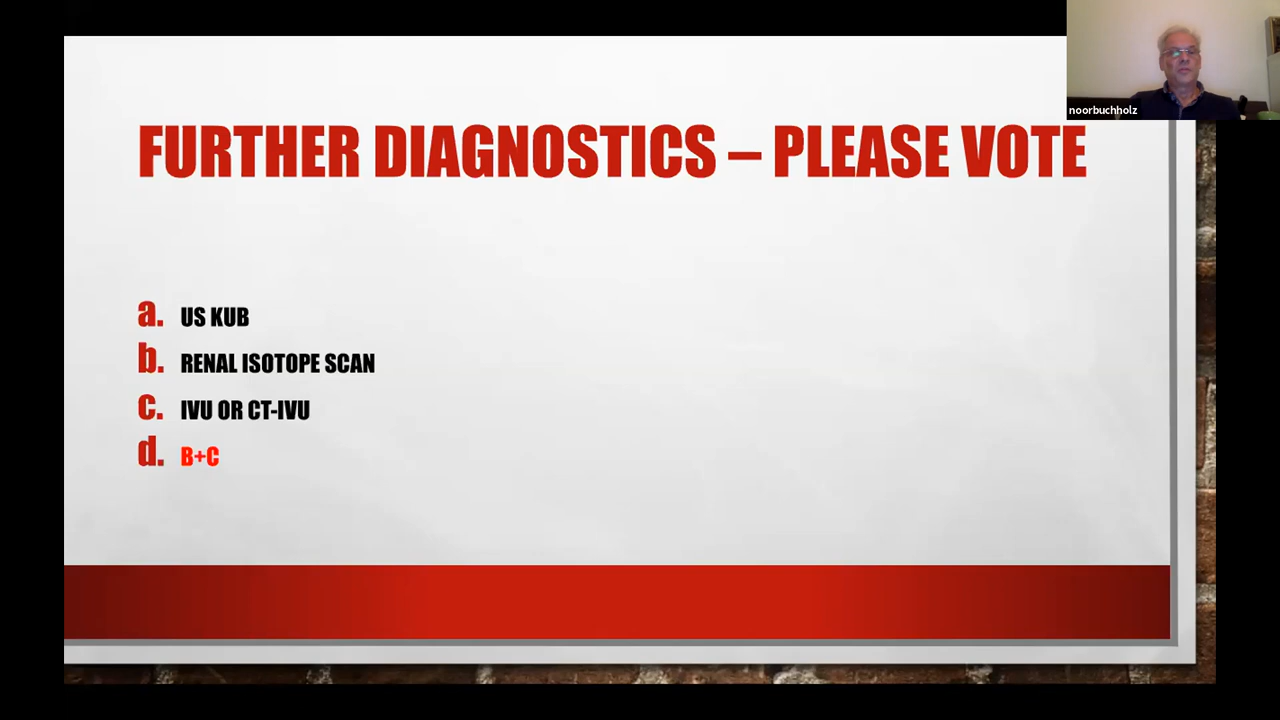 noorbuchholz
FURTHER DIAGNOSTICS – PLEASE VOTE
a. US KUB
b. RENAL ISOTOPE SCAN
c. IVU OR CT-IVU
d. B+C